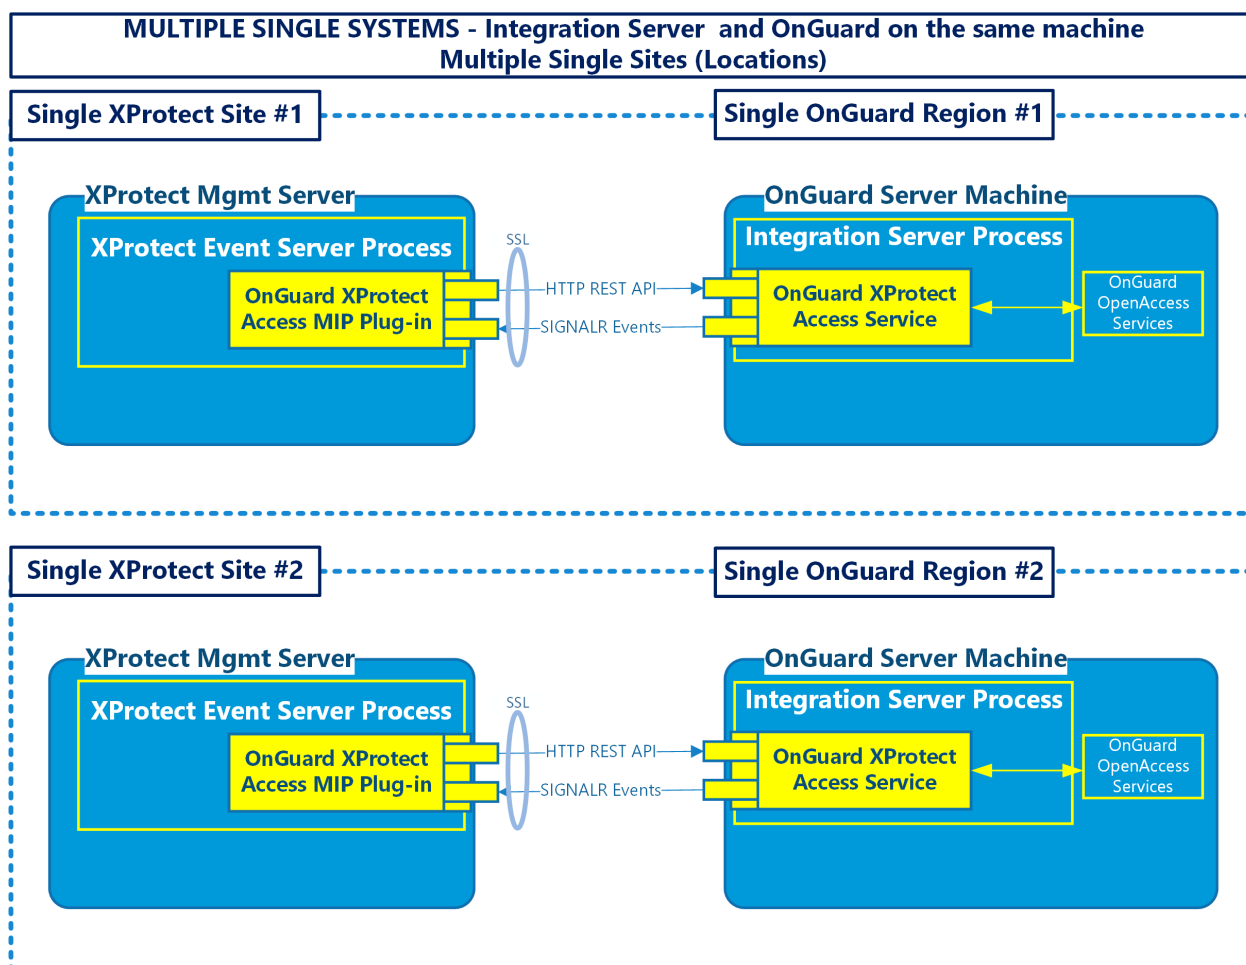 MULTIPLE SINGLE SYSTEMS - Integration Server and OnGuard on the same machine
Multiple Single Sites (Locations)
Single XProtect Site #1
Single OnGuard Region #1
XProtect Mgmt Server
OnGuard Server Machine
XProtect Event Server Process
SSL
Integration Server Process
OnGuard XProtect
Access MIP Plug-in
HTTP REST API
SIGNALR Events
OnGuard XProtect
Access Service
OnGuard
OpenAccess
Services
Single XProtect Site #2
Single OnGuard Region #2
XProtect Mgmt Server
OnGuard Server Machine
XProtect Event Server Process
SSL
Integration Server Process
OnGuard XProtect
Access MIP Plug-in
HTTP REST API
SIGNALR Events
OnGuard XProtect
Access Service
OnGuard
OpenAccess
Services